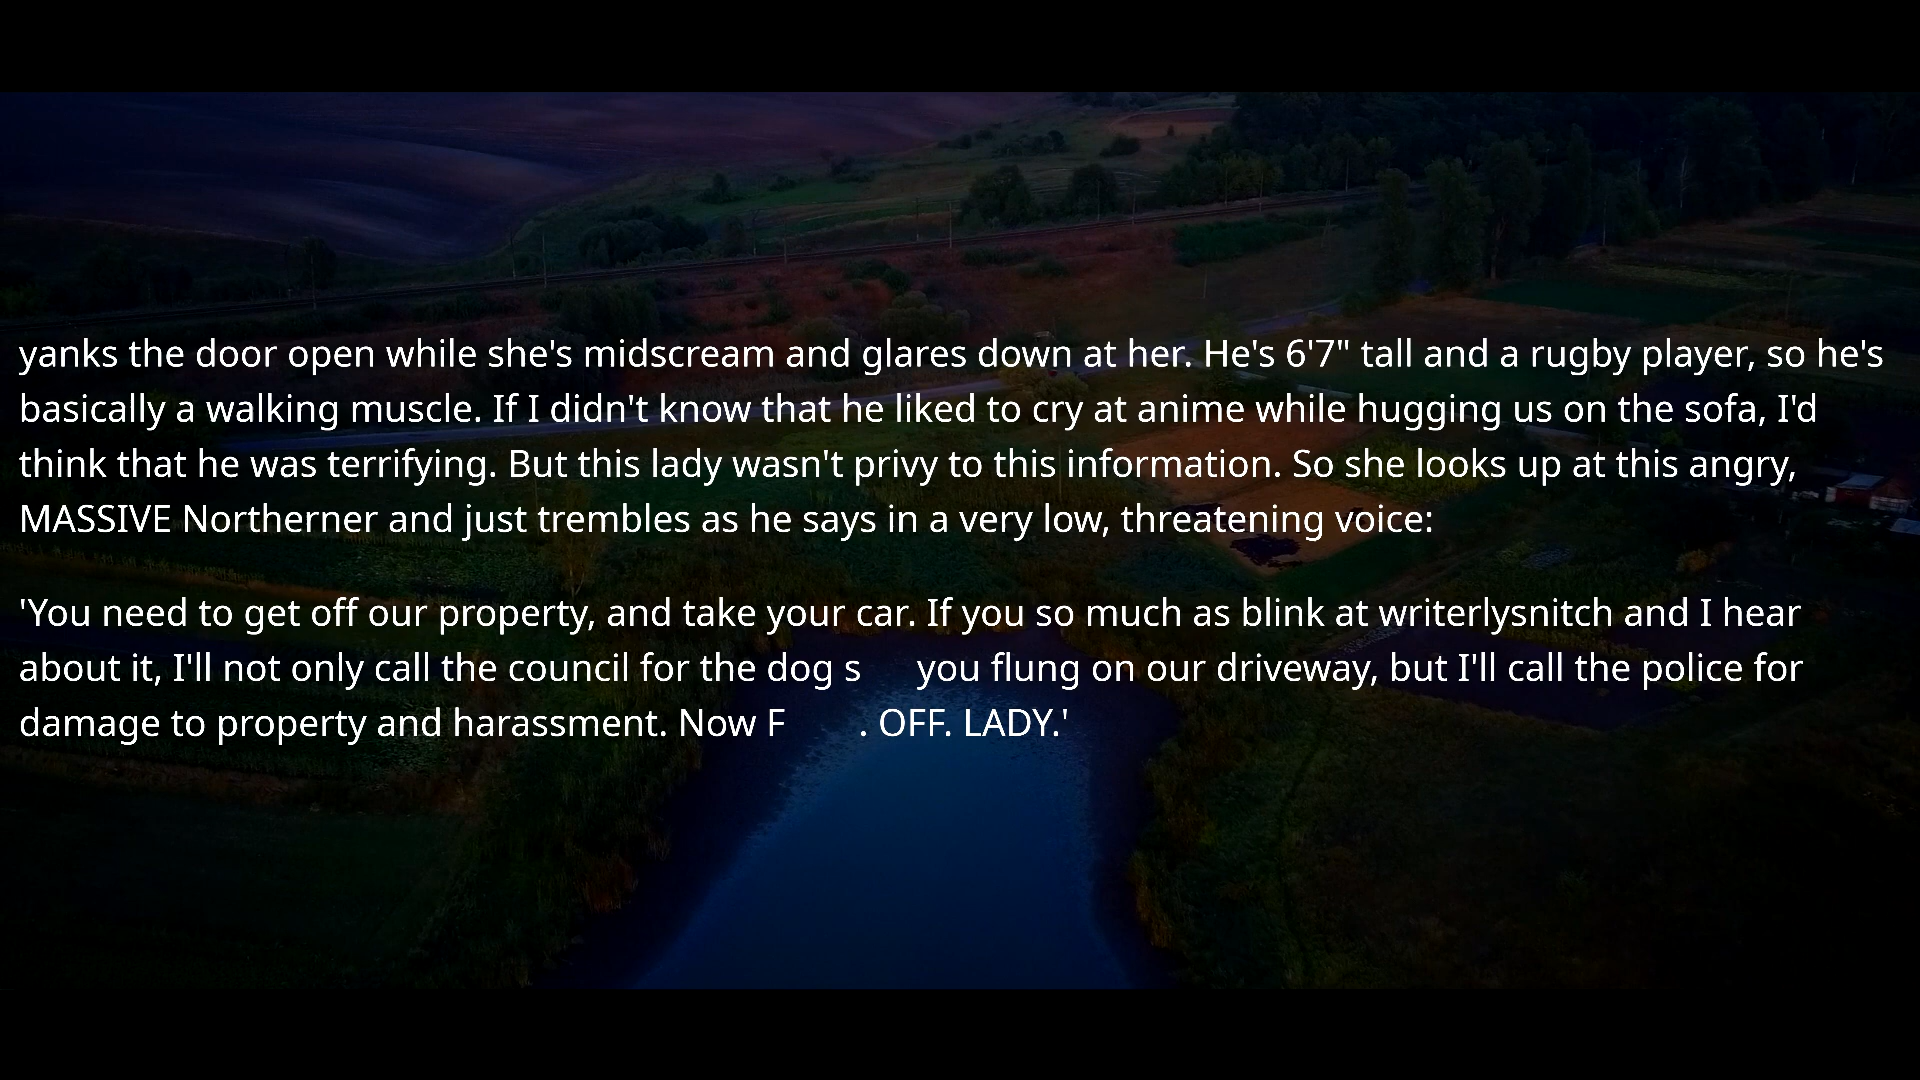 yanks the door open while she's midscream and glares down at her. He's 6'7" tall and a rugby player, so he's
basically a walking muscle. If I didn't know that he liked to cry at anime while hugging us on the sofa, I'd
think that he was terrifying. But this lady wasn't privy to this information. So she looks up at this angry,
MASSIVE Northerner and just trembles as he says in a very low, threatening voice:
'You need to get off our property, and take your car. If you so much as blink at writerlysnitch and I hear
about it, I'll not only call the council for the dog s you flung on our driveway, but I'll call the police for
damage to property and harassment. Now F . OFF. LADY.'